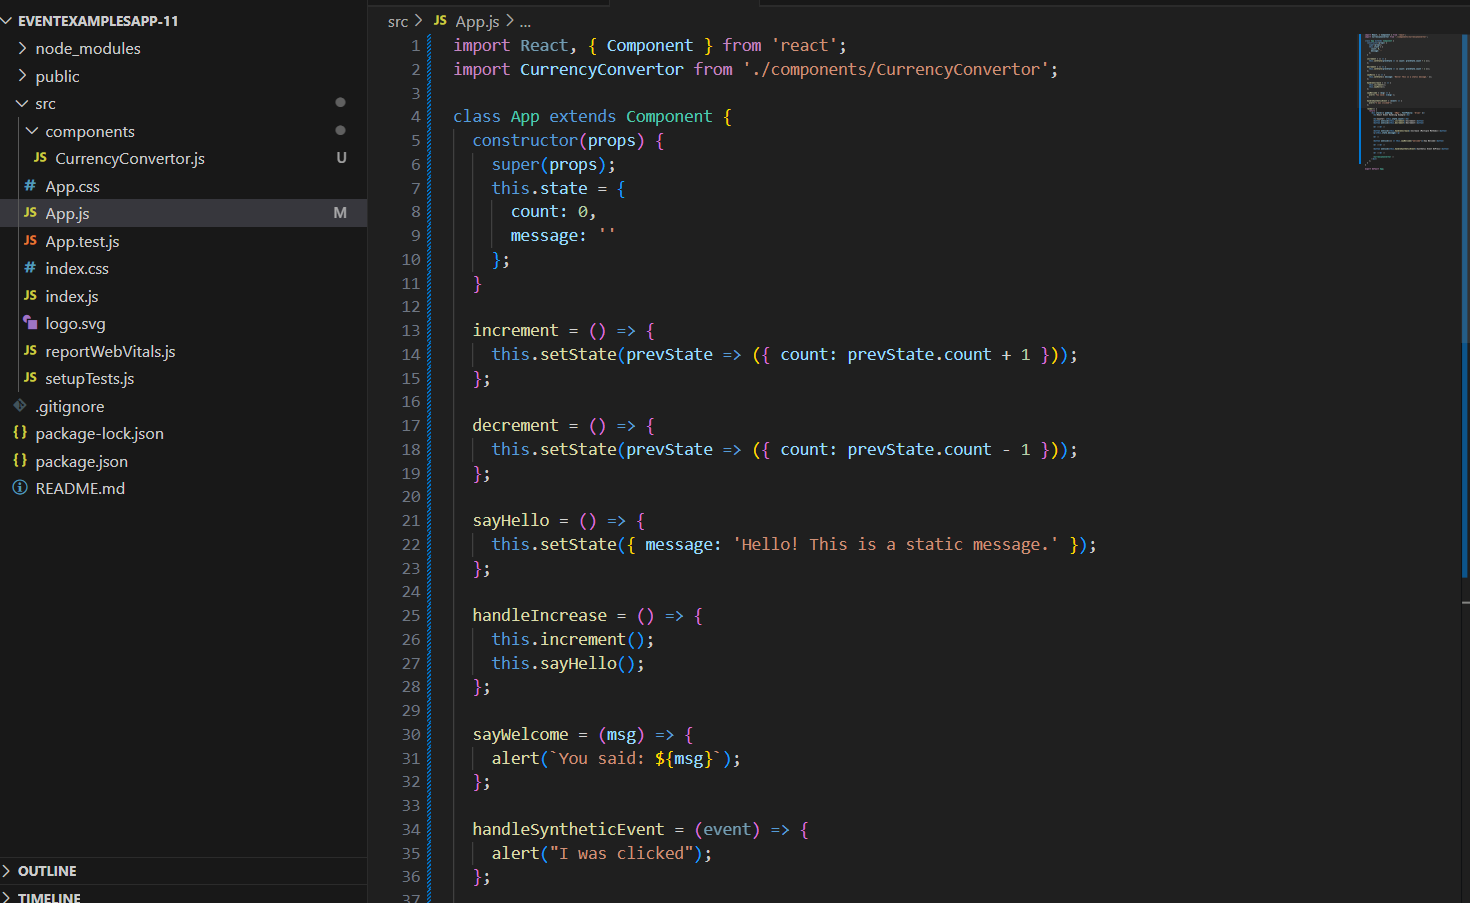 EVENTEXAMPLESAPP-11
node_modules
public
src
components
JS CurrencyConvertor.js U
# App.css
JS App.js M
JS App.test.js
# index.css
JS index.js
logo.svg
JS reportWebVitals.js
JS setupTests.js
.gitignore
{} package-lock.json
{} package.json
README.md
OUTLINE
TIMELINE
src > JS App.js > ...
1 import React, { Component } from 'react';
2 import CurrencyConvertor from './components/CurrencyConvertor';
3
4 class App extends Component {
5 constructor(props) {
6 super(props);
7 this.state = {
8 count: 0,
9 message: ''
10 };
11 }
12
13 increment = () => {
14 this.setState(prevState => ({ count: prevState.count + 1 }));
15 };
16
17 decrement = () => {
18 this.setState(prevState => ({ count: prevState.count - 1 }));
19 };
20
21 sayHello = () => {
22 this.setState({ message: 'Hello! This is a static message.' });
23 };
24
25 handleIncrease = () => {
26 this.increment();
27 this.sayHello();
28 };
29
30 sayWelcome = (msg) => {
31 alert(`You said: ${msg}`);
32 };
33
34 handleSyntheticEvent = (event) => {
35 alert("I was clicked");
36 };
37